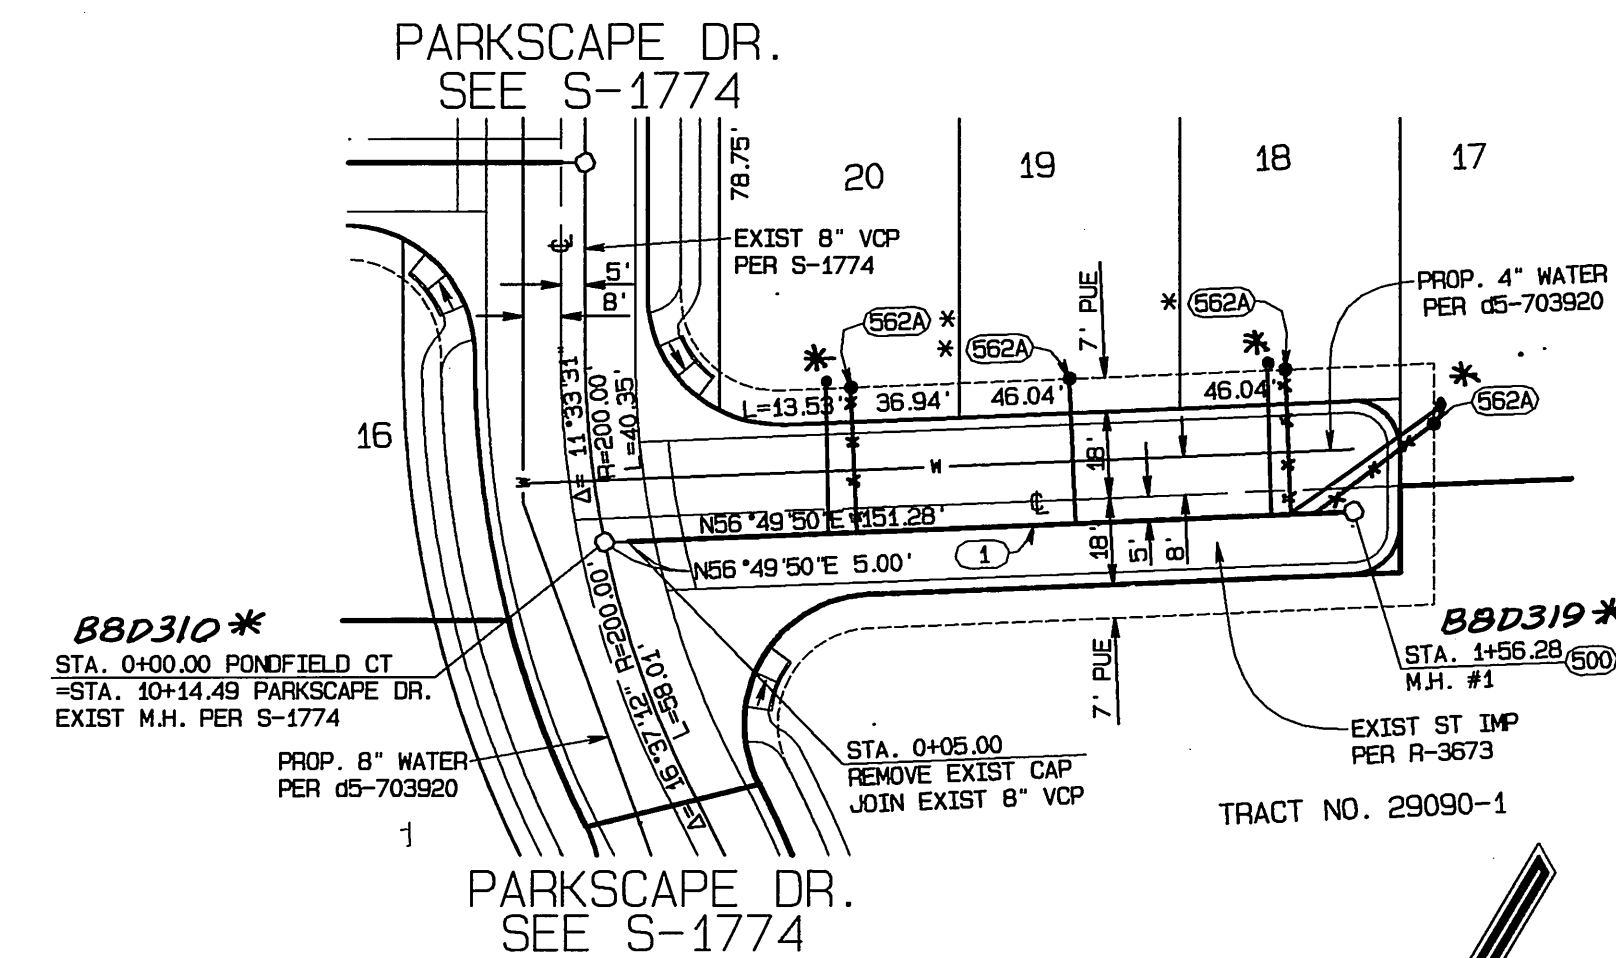 PARKSCAPE DR.
SEE S-1774
78.75'
20
19
18
17
EXIST 8" VCP
PER S-1774
℄
5'
8'
7' PUE
PROP. 4" WATER
PER d5-703920
562A *
* 562A
* 562A
*
*
*
562A
16
Δ= 11°33'31"
R=200.00'
L=40.35'
L=13.53'
36.94'
46.04'
46.04'
W
W
18'
℄
N56°49'50"E 151.28'
1
18'
5'
8'
N56°49'50"E 5.00'
B8D310 *
STA. 0+00.00 PONDFIELD CT
=STA. 10+14.49 PARKSCAPE DR.
EXIST M.H. PER S-1774
B8D319 *
STA. 1+56.28 500
M.H. #1
Δ=16°37'12" R=200.00'
L=58.01'
7' PUE
EXIST ST IMP
PER R-3673
PROP. 8" WATER
PER d5-703920
STA. 0+05.00
REMOVE EXIST CAP
JOIN EXIST 8" VCP
TRACT NO. 29090-1
PARKSCAPE DR.
SEE S-1774